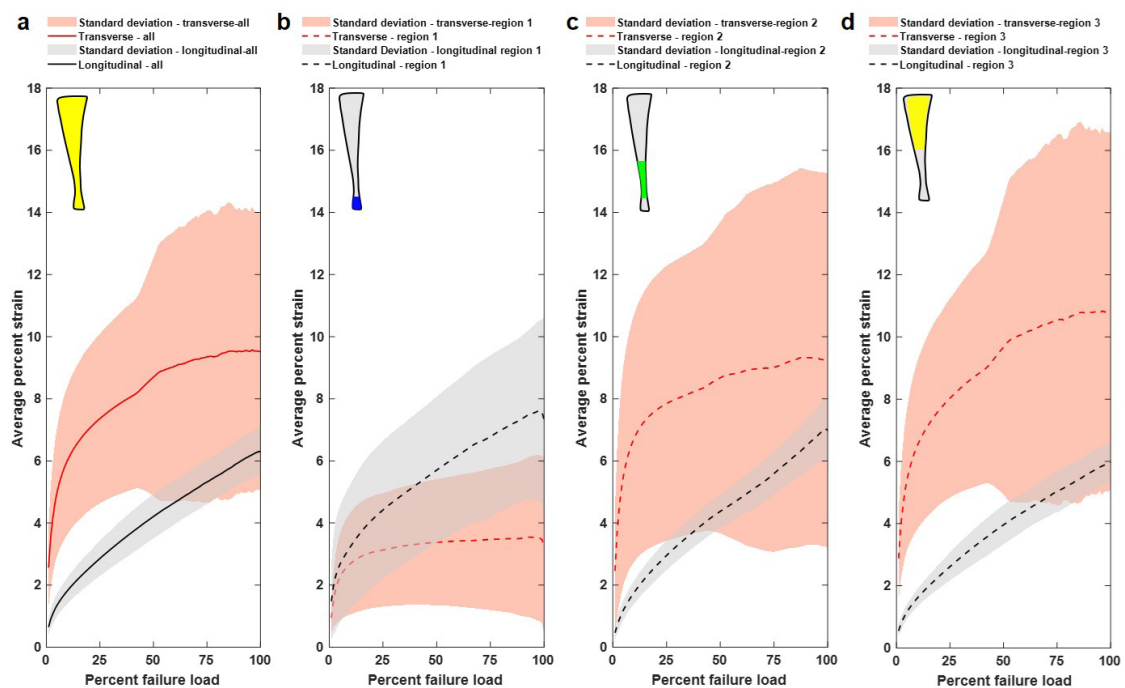 a
Standard deviation - transverse-all
Transverse - all
Standard deviation - longitudinal-all
Longitudinal - all
18
16
14
12
10
8
6
4
2
0
Average percent strain
0 25 50 75 100
Percent failure load
b
Standard deviation - transverse-region 1
Transverse - region 1
Standard Deviation - longitudinal region 1
Longitudinal - region 1
18
16
14
12
10
8
6
4
2
0
Average percent strain
0 25 50 75 100
Percent failure load
c
Standard deviation - transverse-region 2
Transverse - region 2
Standard deviation - longitudinal-region 2
Longitudinal - region 2
18
16
14
12
10
8
6
4
2
0
Average percent strain
0 25 50 75 100
Percent failure load
d
Standard deviation - transverse-region 3
Transverse - region 3
Standard deviation - longitudinal-region 3
Longitudinal - region 3
18
16
14
12
10
8
6
4
2
0
Average percent strain
0 25 50 75 100
Percent failure load